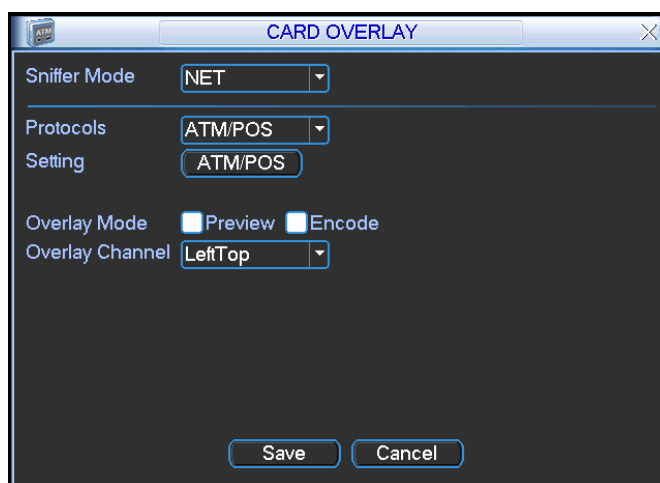 ATM CARD OVERLAY
Sniffer Mode NET
Protocols ATM/POS
Setting ATM/POS
Overlay Mode Preview Encode
Overlay Channel LeftTop
Save Cancel